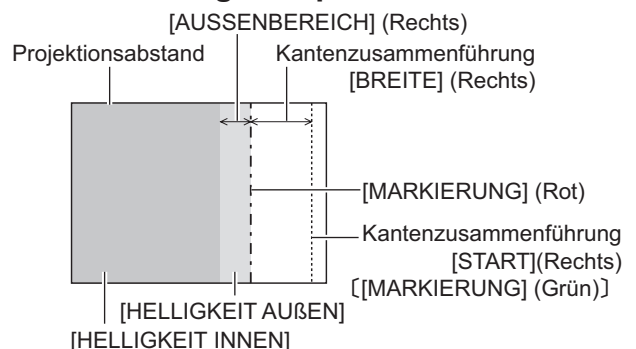 [AUSSENBEREICH] (Rechts)
Projektionsabstand
Kantenzusammenführung
[BREITE] (Rechts)
[MARKIERUNG] (Rot)
Kantenzusammenführung
[START](Rechts)
〔[MARKIERUNG] (Grün)〕
[HELLIGKEIT AUßEN]
[HELLIGKEIT INNEN]